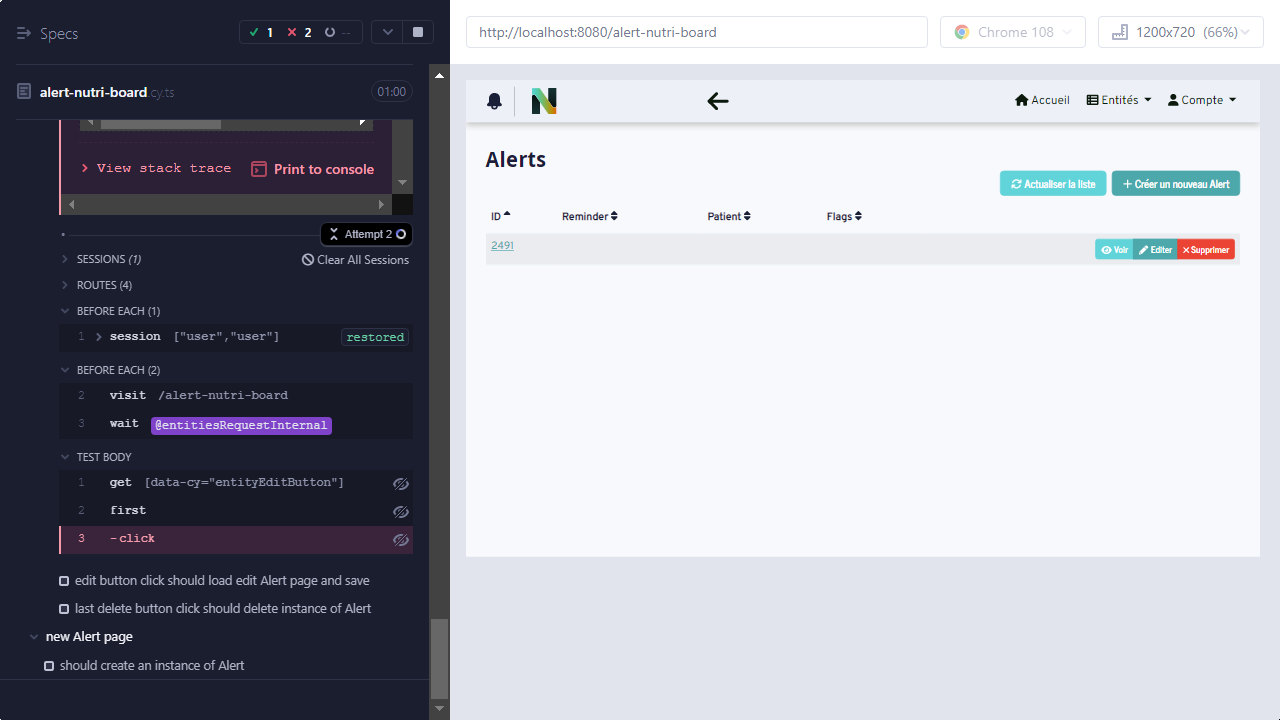 Specs
1
2
--
alert-nutri-board.cy.ts
01:00
View stack trace
Print to console
Attempt 2
SESSIONS (1)
Clear All Sessions
ROUTES (4)
BEFORE EACH (1)
1 session ["user","user"] restored
BEFORE EACH (2)
2 visit /alert-nutri-board
3 wait @entitiesRequestInternal
TEST BODY
1 get [data-cy="entityEditButton"]
2 first
3 -click
edit button click should load edit Alert page and save
last delete button click should delete instance of Alert
new Alert page
should create an instance of Alert
http://localhost:8080/alert-nutri-board
Chrome 108
1200x720 (66%)
Accueil
Entités
Compte
Alerts
Actualiser la liste
+ Créer un nouveau Alert
ID
Reminder
Patient
Flags
2491
Voir
Editer
Supprimer